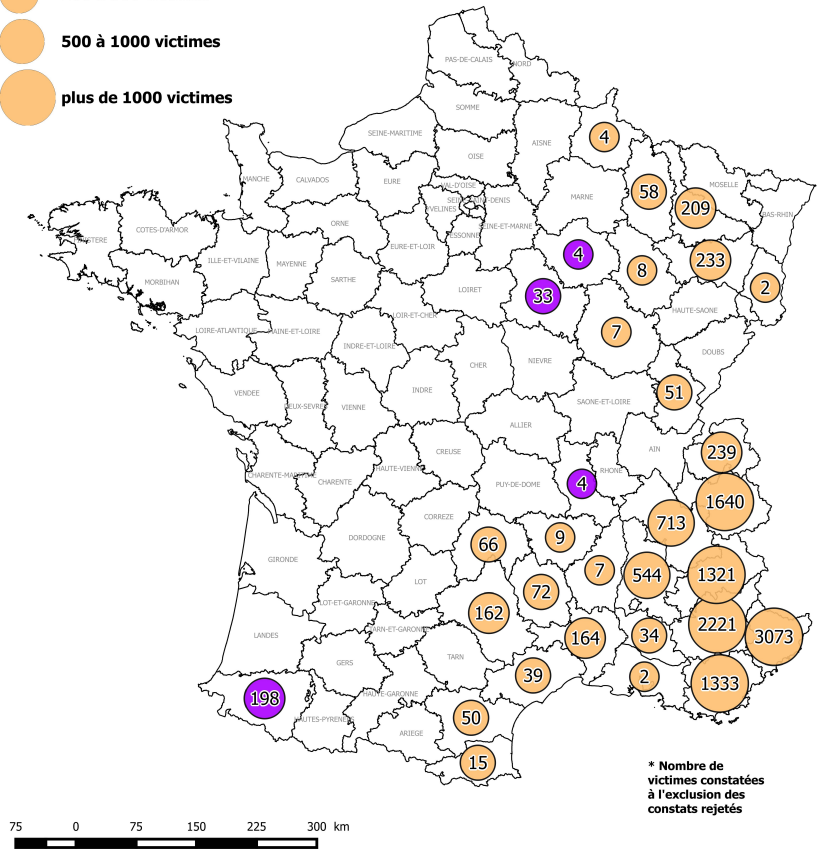 500 à 1000 victimes
plus de 1000 victimes
PAS-DE-CALAIS
NORD
SOMME
SEINE-MARITIME
AISNE
4
OISE
MANCHE
CALVADOS
EURE
VAL-D'OISE
MARNE
58
MOSELLE
209
BAS-RHIN
SEINE-SAINT-DENIS
YVELINES
ORNE
SEINE-ET-MARNE
ESSONNE
FINISTERE
COTES-D'ARMOR
EURE-ET-LOIR
4
8
233
ILLE-ET-VILAINE
MAYENNE
SARTHE
MORBIHAN
LOIRET
33
2
HAUTE-SAONE
LOIR-ET-CHER
LOIRE-ATLANTIQUE
MAINE-ET-LOIRE
7
INDRE-ET-LOIRE
DOUBS
CHER
NIEVRE
VENDEE
INDRE
51
SAONE-ET-LOIRE
DEUX-SEVRES
VIENNE
ALLIER
CREUSE
AIN
239
HAUTE-VIENNE
RHONE
CHARENTE-MARITIME
CHARENTE
PUY-DE-DOME
4
1640
CORREZE
713
DORDOGNE
66
9
GIRONDE
7
544
1321
LOT
72
LOT-ET-GARONNE
162
TARN-ET-GARONNE
LANDES
164
34
2221
3073
TARN
GERS
39
2
1333
198
HAUTE-GARONNE
HAUTES-PYRENEES
50
ARIEGE
15
* Nombre de
victimes constatées
à l'exclusion des
constats rejetés
75 0 75 150 225 300 km